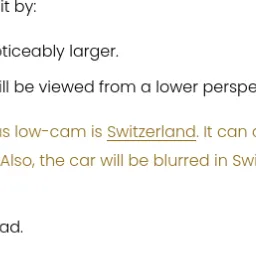 it by:
oticeably larger.
ill be viewed from a lower perspe
as low-cam is Switzerland. It can
Also, the car will be blurred in Swi
ad.